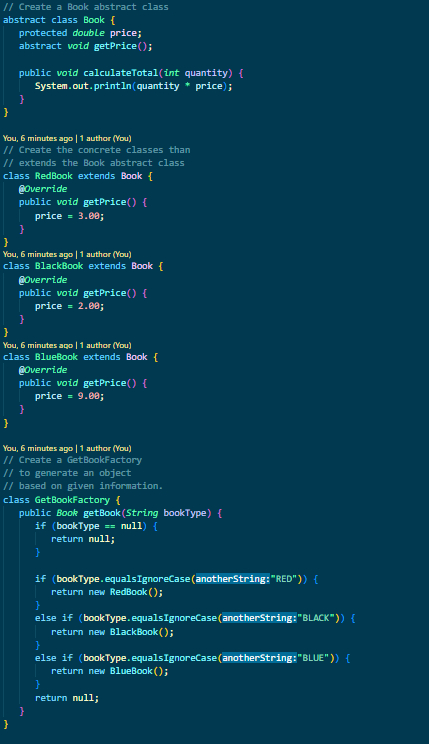 // Create a Book abstract class
abstract class Book {
protected double price;
abstract void getPrice();
public void calculateTotal(int quantity) {
System.out.println(quantity * price);
}
}
You, 6 minutes ago | 1 author (You)
// Create the concrete classes than
// extends the Book abstract class
class RedBook extends Book {
@Override
public void getPrice() {
price = 3.00;
}
}
You, 6 minutes ago | 1 author (You)
class BlackBook extends Book {
@Override
public void getPrice() {
price = 2.00;
}
}
You, 6 minutes ago | 1 author (You)
class BlueBook extends Book {
@Override
public void getPrice() {
price = 9.00;
}
}
You, 6 minutes ago | 1 author (You)
// Create a GetBookFactory
// to generate an object
// based on given information.
class GetBookFactory {
public Book getBook(String bookType) {
if (bookType == null) {
return null;
}
if (bookType.equalsIgnoreCase(anotherString:"RED")) {
return new RedBook();
}
else if (bookType.equalsIgnoreCase(anotherString:"BLACK")) {
return new BlackBook();
}
else if (bookType.equalsIgnoreCase(anotherString:"BLUE")) {
return new BlueBook();
}
return null;
}
}